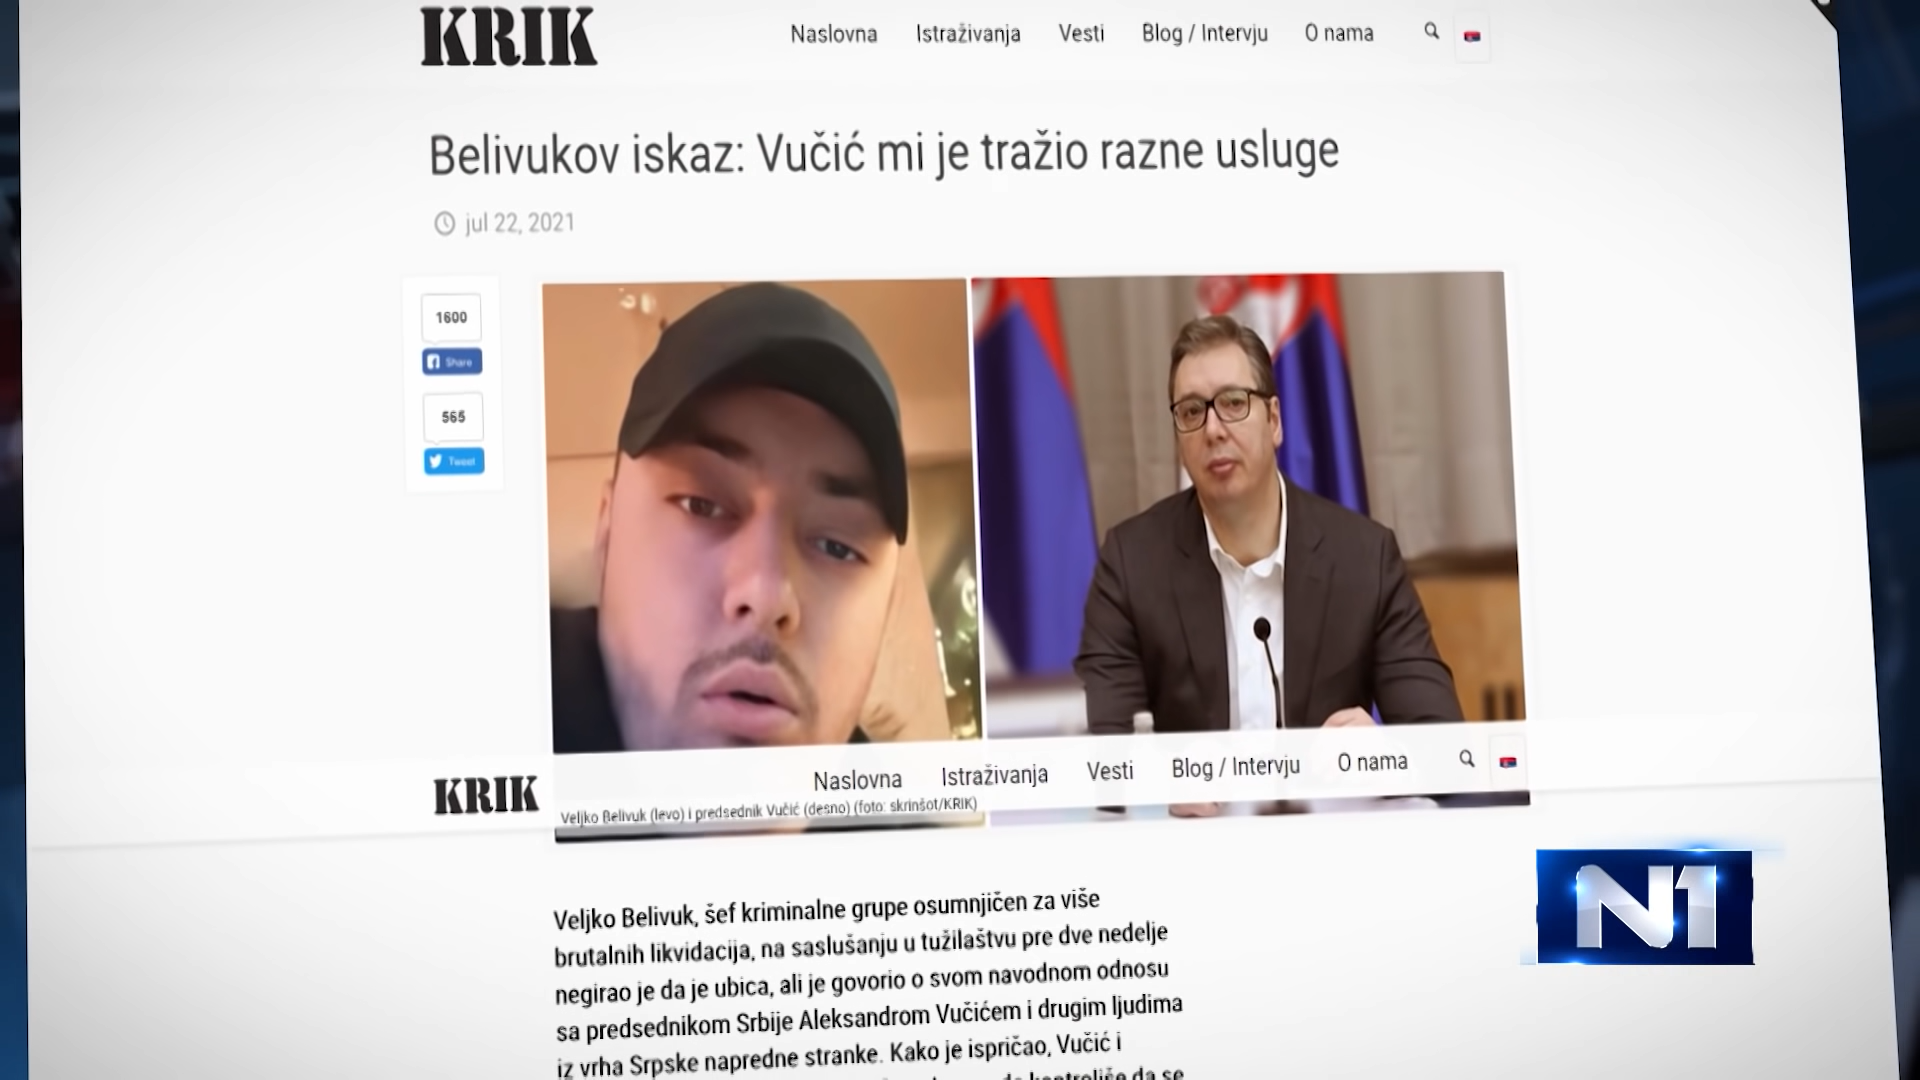 KRIK
Naslovna Istraživanja Vesti Blog / Intervju O nama
Belivukov iskaz: Vučić mi je tražio razne usluge
jul 22, 2021
1600
Share
565
Tweet
KRIK
Naslovna Istraživanja Vesti Blog / Intervju O nama
Veljko Belivuk (levo) i predsednik Vučić (desno) (foto: skrinšot/KRIK)
N1
Veljko Belivuk, šef kriminalne grupe osumnjičen za više
brutalnih likvidacija, na saslušanju u tužilaštvu pre dve nedelje
negirao je da je ubica, ali je govorio o svom navodnom odnosu
sa predsednikom Srbije Aleksandrom Vučićem i drugim ljudima
iz vrha Srpske napredne stranke. Kako je ispričao, Vučić i
kontroliše da se